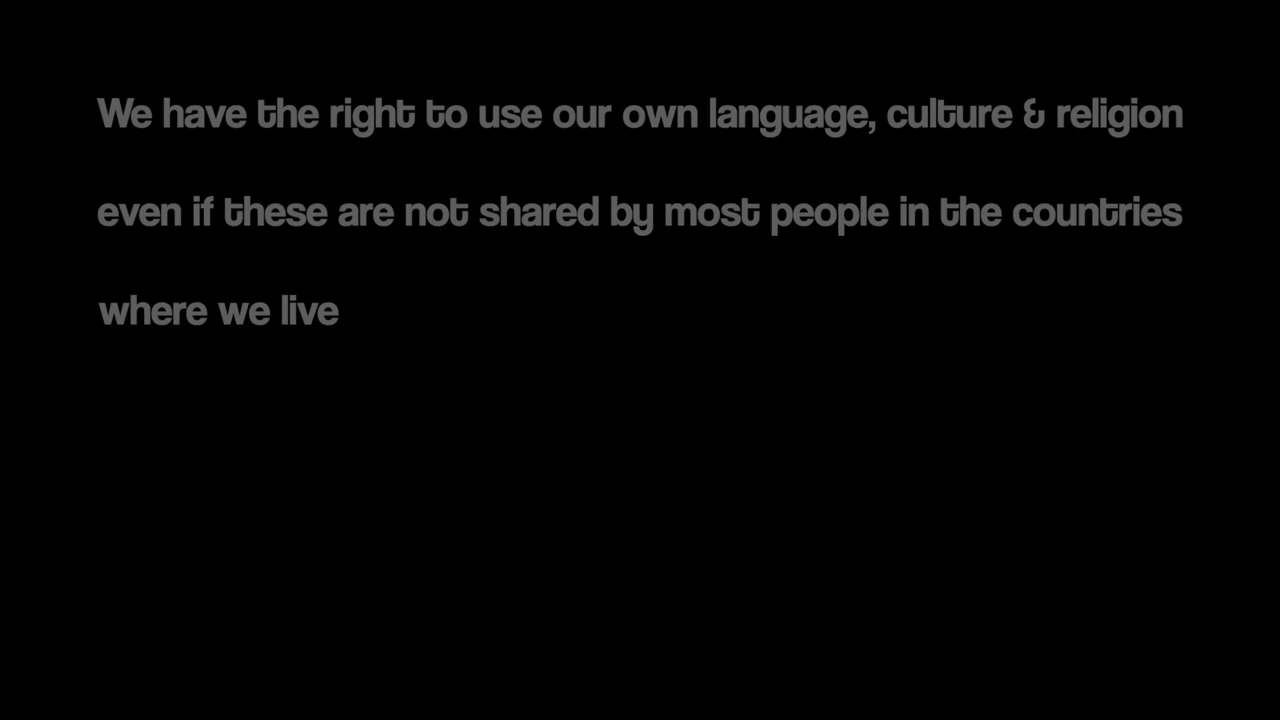 We have the right to use our own language, culture & religion
even if these are not shared by most people in the countries
where we live